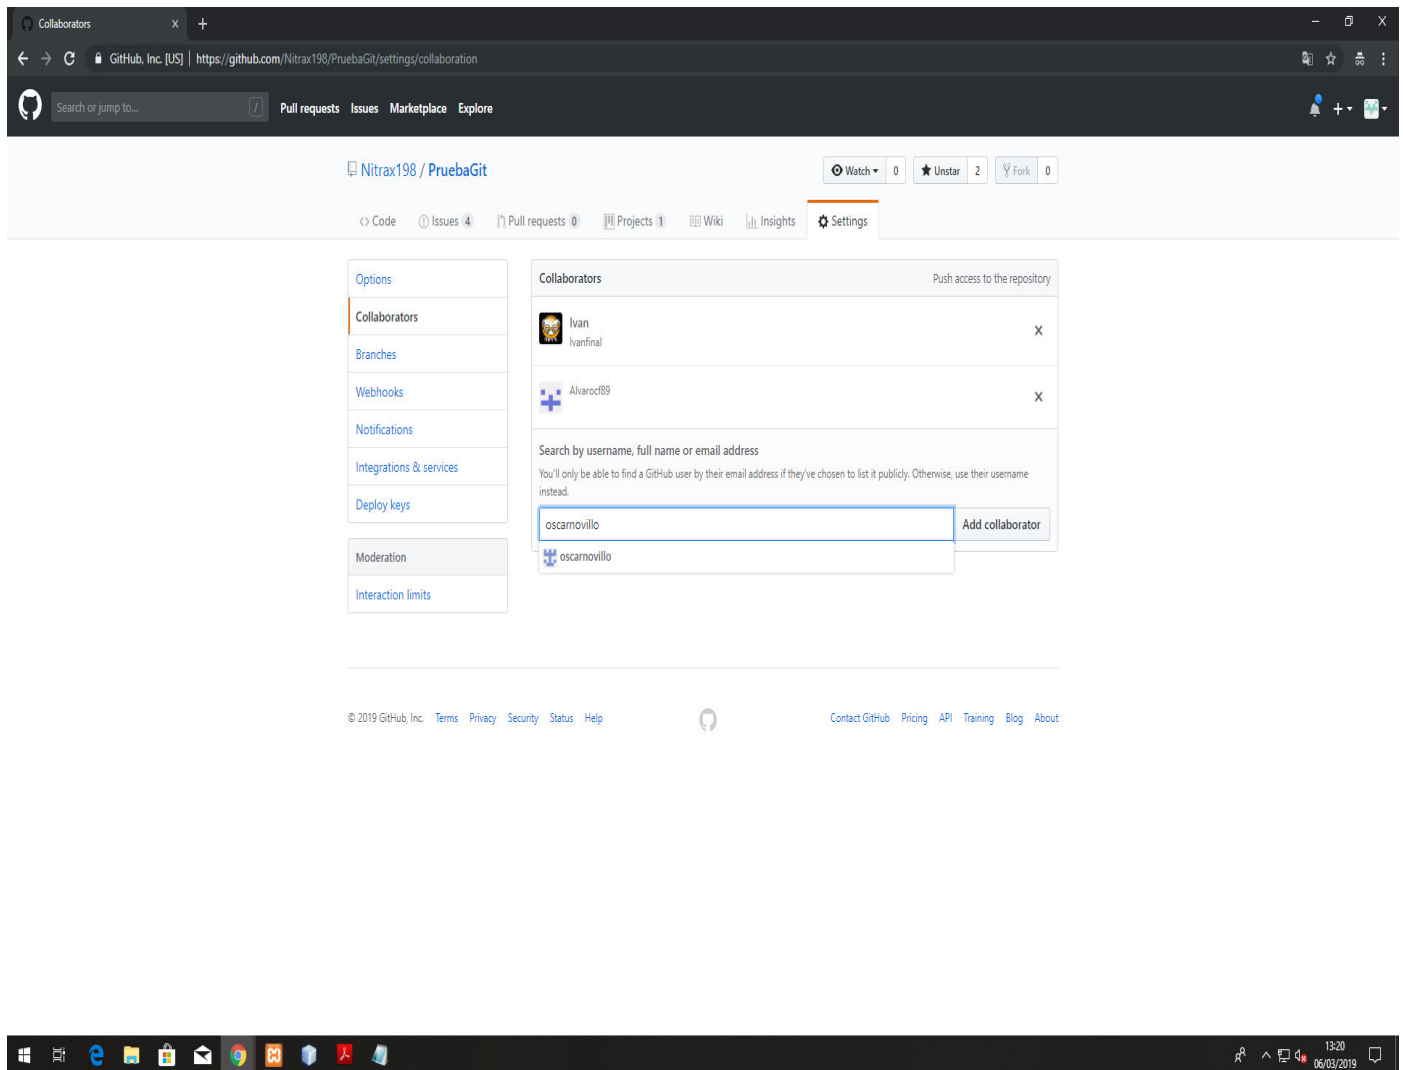 Collaborators
GitHub, Inc. [US] | https://github.com/Nitrax198/PruebaGit/settings/collaboration
Search or jump to... /
Pull requests Issues Marketplace Explore
Nitrax198 / PruebaGit
Watch 0 Unstar 2 Fork 0
Code Issues 4 Pull requests 0 Projects 1 Wiki Insights Settings
Options
Collaborators
Branches
Webhooks
Notifications
Integrations & services
Deploy keys
Moderation
Interaction limits
Collaborators Push access to the repository
Ivan
Ivanfinal
Alvarocf89
Search by username, full name or email address
You'll only be able to find a GitHub user by their email address if they've chosen to list it publicly. Otherwise, use their username
instead.
oscarnovillo Add collaborator
oscarnovillo
© 2019 GitHub, Inc. Terms Privacy Security Status Help
Contact GitHub Pricing API Training Blog About
13:20
06/03/2019